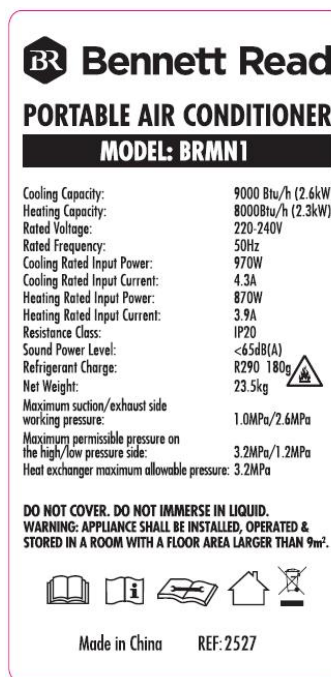 BR Bennett Read
PORTABLE AIR CONDITIONER
MODEL: BRMN1
Cooling Capacity: 9000 Btu/h (2.6kW
Heating Capacity: 8000Btu/h (2.3kW)
Rated Voltage: 220-240V
Rated Frequency: 50Hz
Cooling Rated Input Power: 970W
Cooling Rated Input Current: 4.3A
Heating Rated Input Power: 870W
Heating Rated Input Current: 3.9A
Resistance Class: IP20
Sound Power Level: <65dB(A)
Refrigerant Charge: R290 180g
Net Weight: 23.5kg
Maximum suction/exhaust side
working pressure: 1.0MPa/2.6MPa
Maximum permissible pressure on
the high/low pressure side: 3.2MPa/1.2MPa
Heat exchanger maximum allowable pressure: 3.2MPa
DO NOT COVER. DO NOT IMMERSE IN LIQUID.
WARNING: APPLIANCE SHALL BE INSTALLED, OPERATED &
STORED IN A ROOM WITH A FLOOR AREA LARGER THAN 9m².
Made in China REF:2527